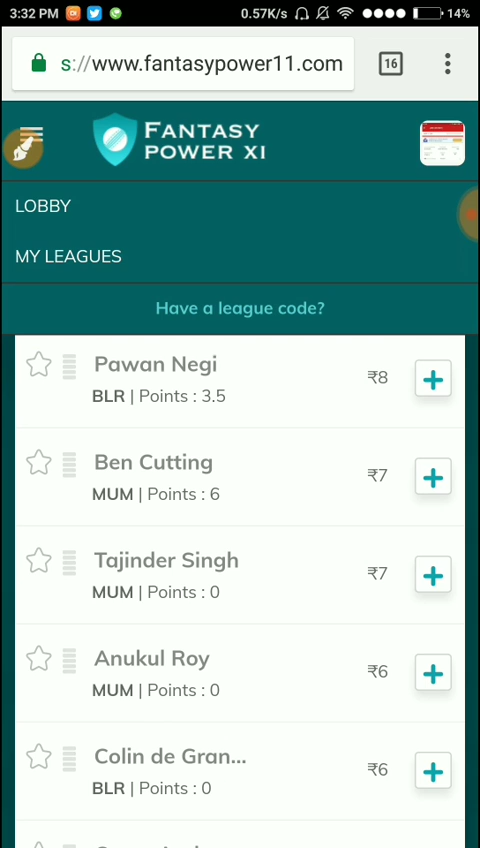 3:32 PM 0.57K/s 14%
s://www.fantasypower11.com 16
FANTASY
POWER XI
LOBBY
MY LEAGUES
Have a league code?
Pawan Negi
BLR | Points : 3.5
₹8
Ben Cutting
MUM | Points : 6
₹7
Tajinder Singh
MUM | Points : 0
₹7
Anukul Roy
MUM | Points : 0
₹6
Colin de Gran...
BLR | Points : 0
₹6